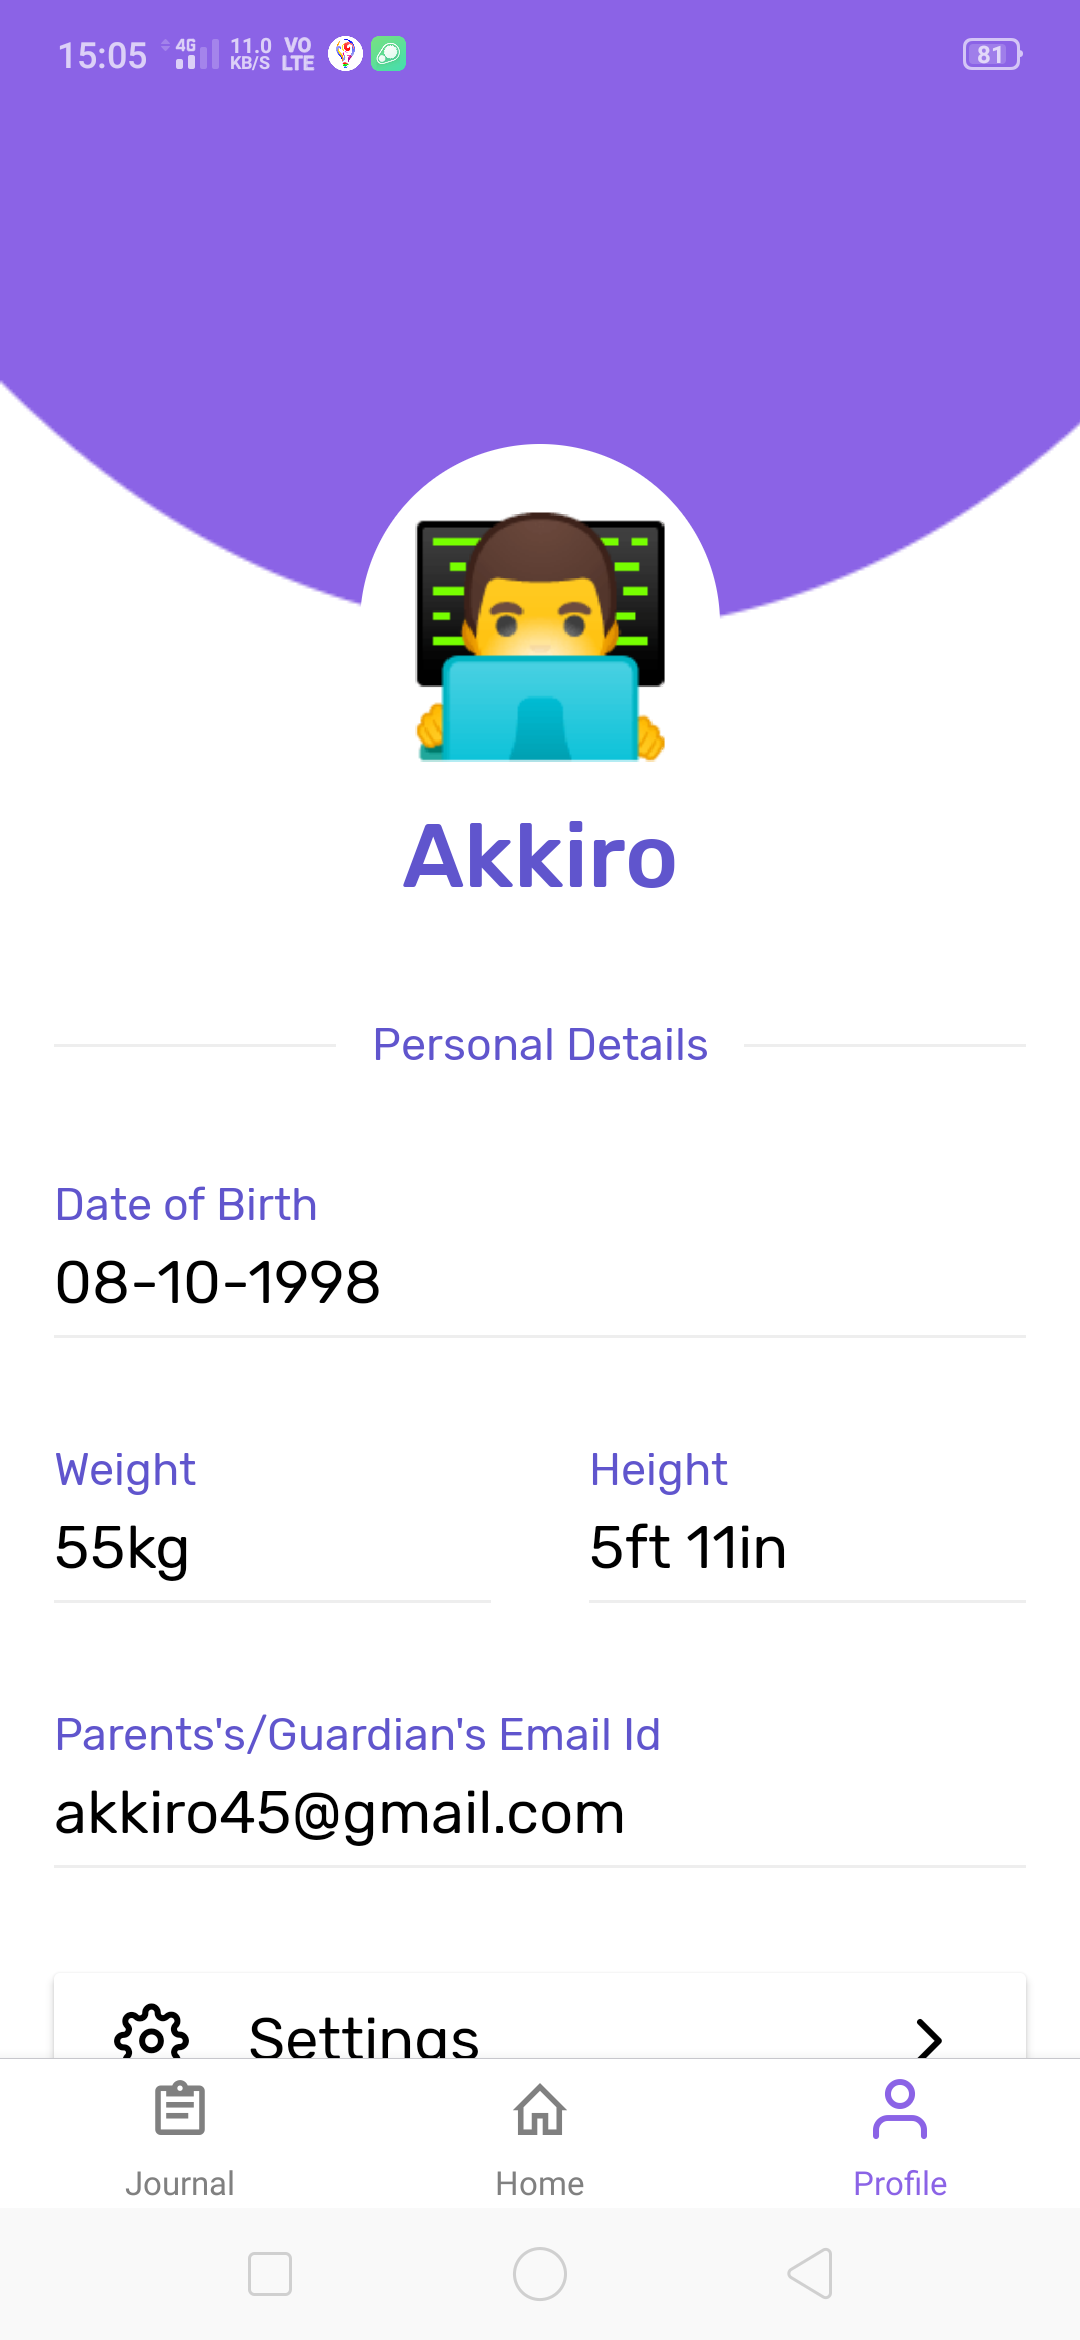 15:05 4G 11.0 KB/S VO LTE 81
Akkiro
Personal Details
Date of Birth
08-10-1998
Weight Height
55kg 5ft 11in
Parents's/Guardian's Email Id
akkiro45@gmail.com
Settings
Journal Home Profile